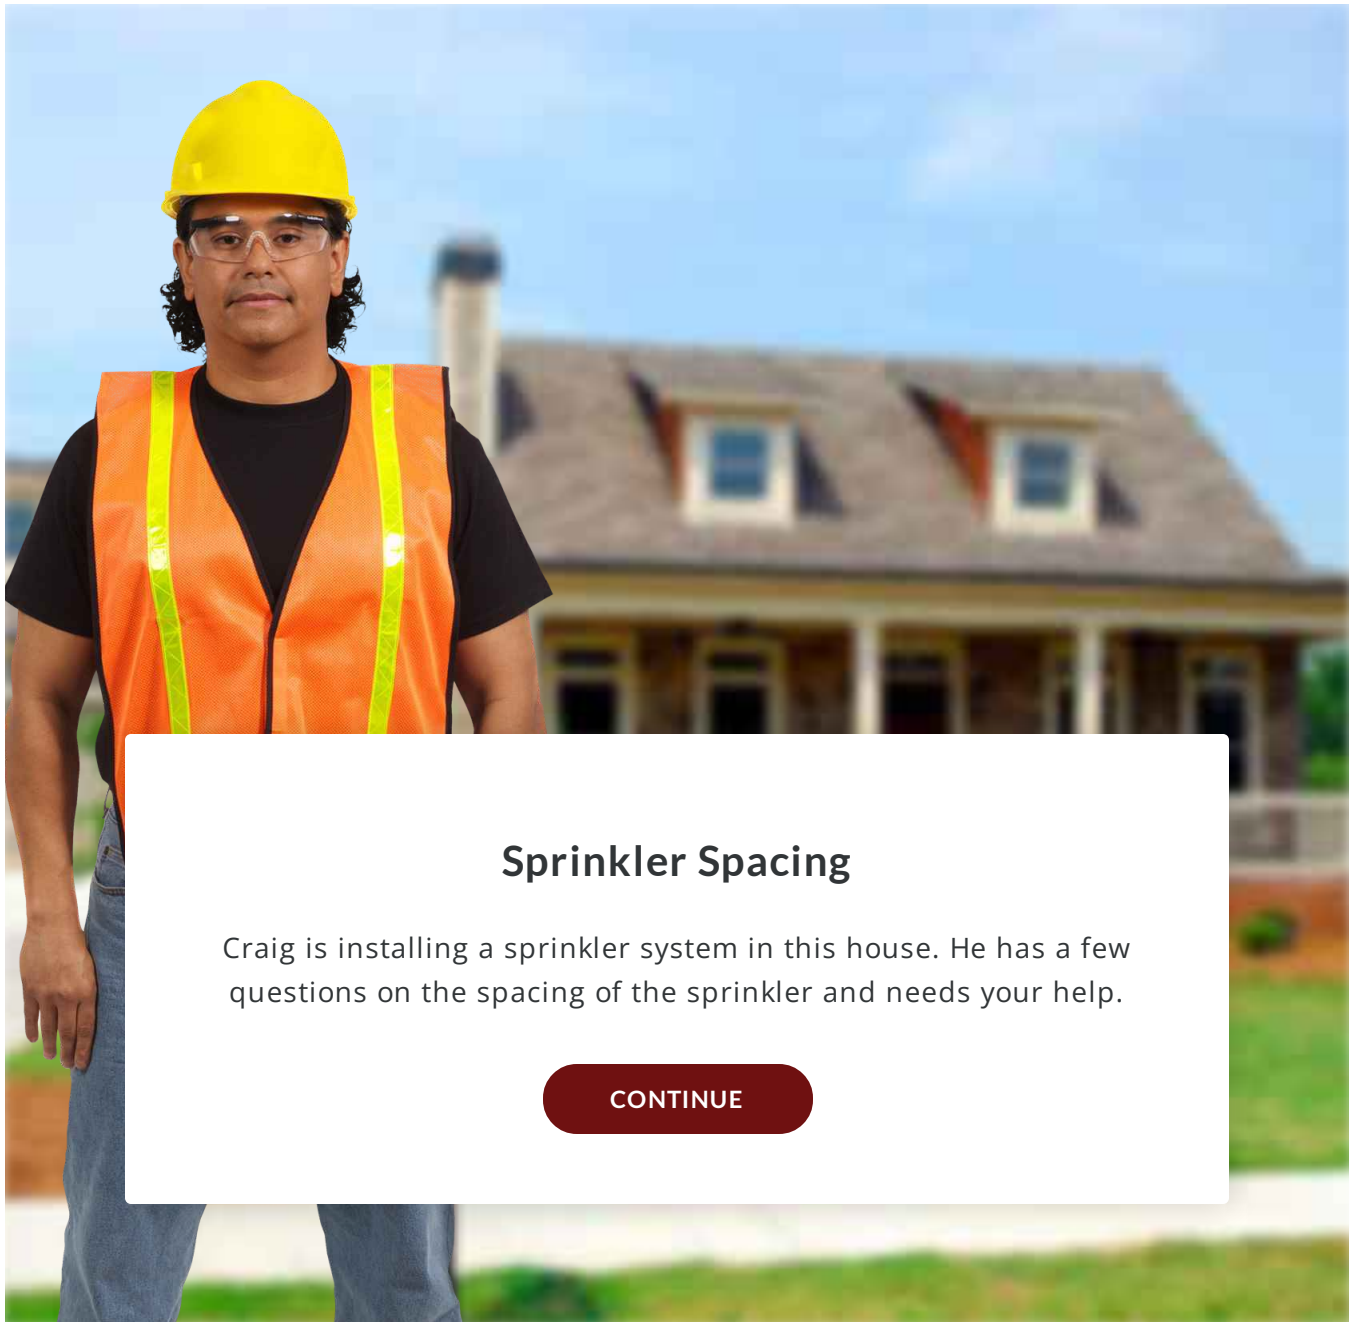 Sprinkler Spacing
Craig is installing a sprinkler system in this house. He has a few
questions on the spacing of the sprinkler and needs your help.
CONTINUE